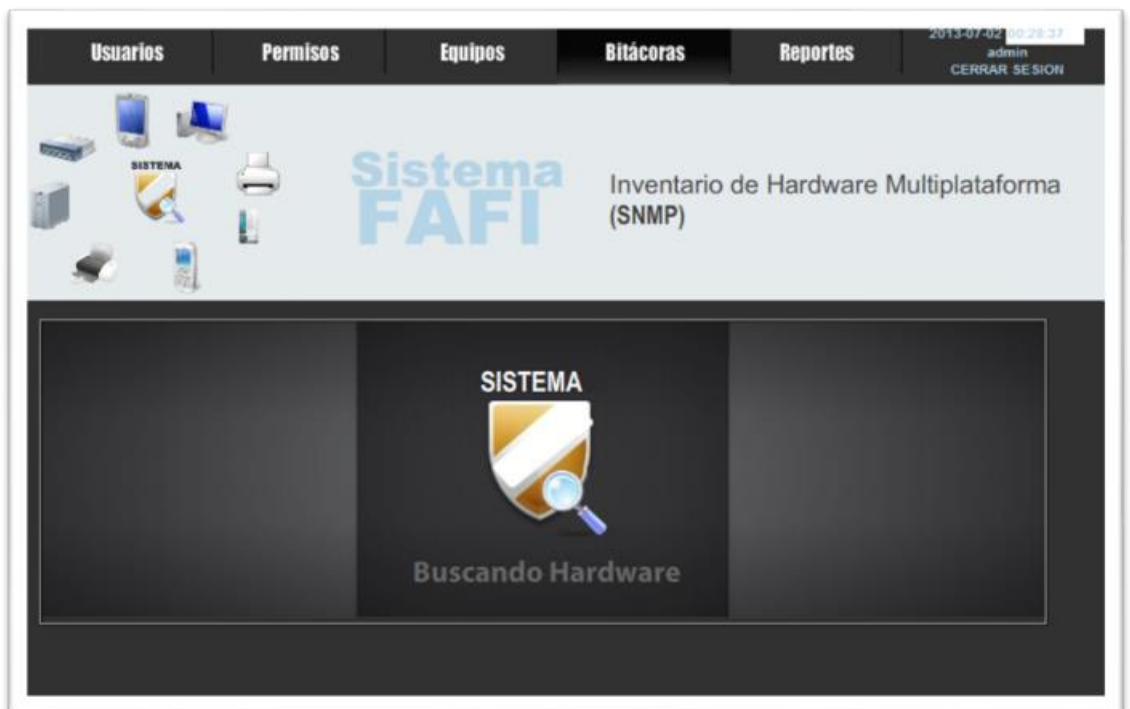 Usuarios
Permisos
Equipos
Bitácoras
Reportes
2013-07-02 00:28:37
admin
CERRAR SESION
SISTEMA
Sistema
FAFI
Inventario de Hardware Multiplataforma
(SNMP)
SISTEMA
Buscando Hardware